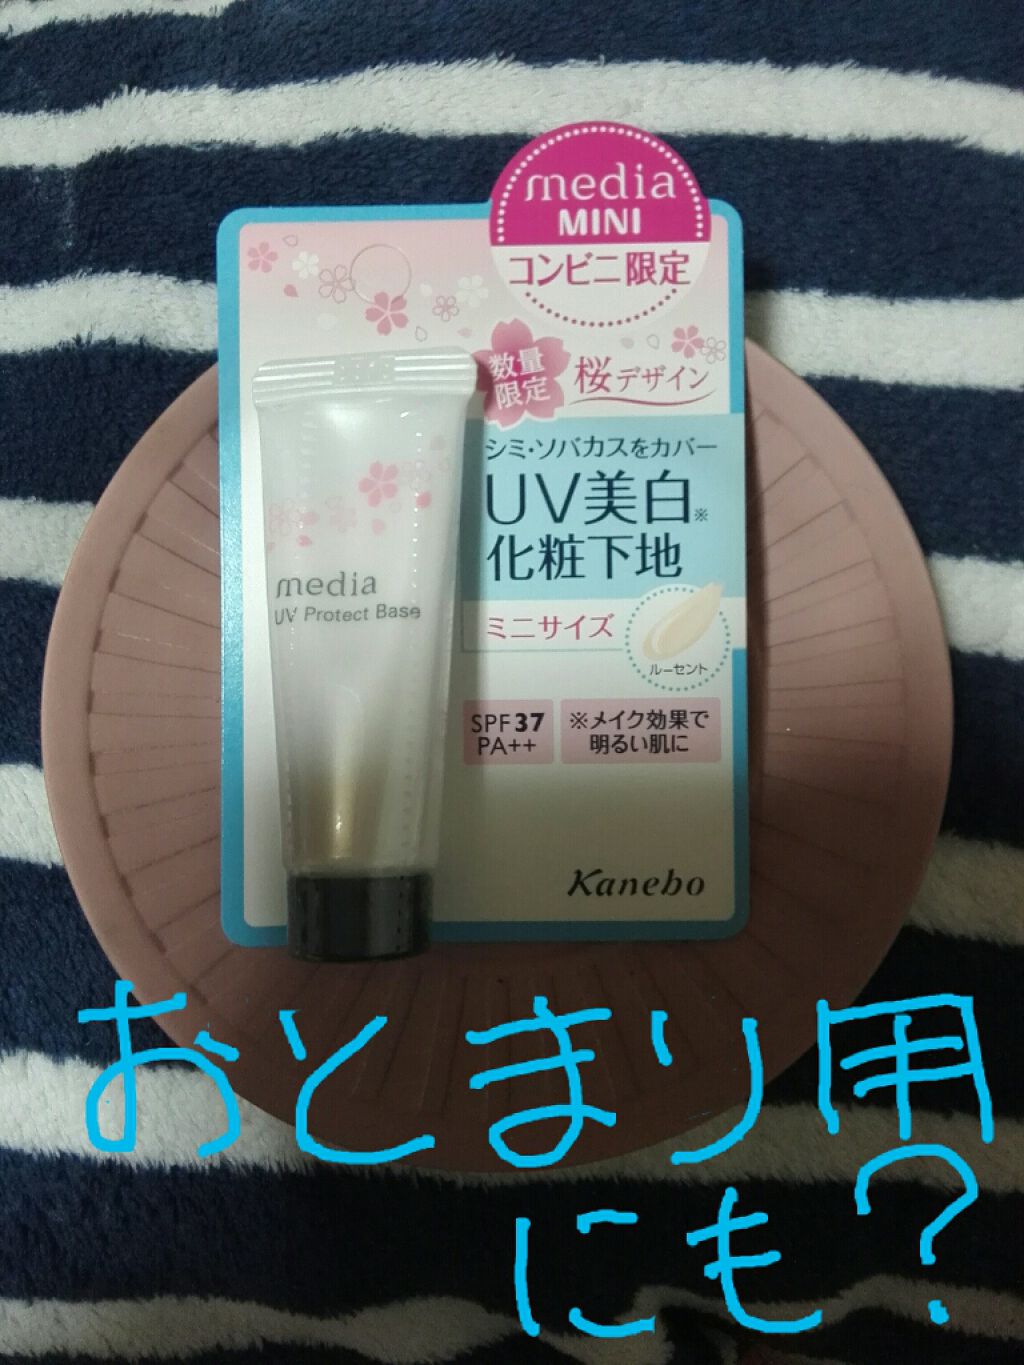 media
MINI
コンビニ限定
数量
限定
桜デザイン
シミ・ソバカスをカバー
UV美白※
化粧下地
ミニサイズ
ルーセント
SPF37
PA++
※メイク効果で
明るい肌に
Kanebo
media
UV Protect Base
おとまり用
にも?